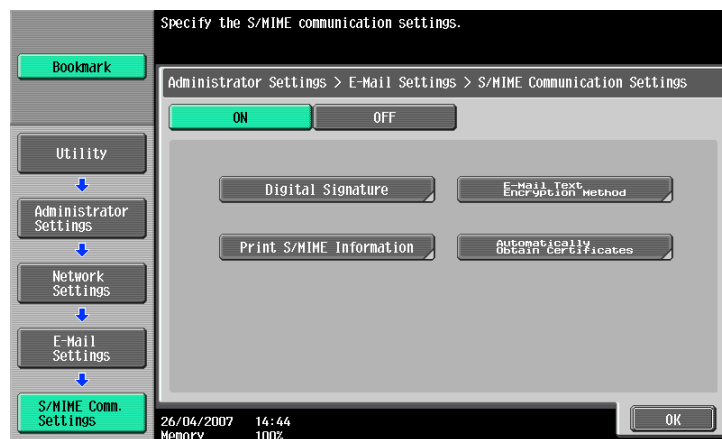 Specify the S/MIME communication settings.
Bookmark
Administrator Settings > E-Mail Settings > S/MIME Communication Settings
ON
OFF
Utility
Administrator
Settings
Network
Settings
E-Mail
Settings
S/MIME Comm.
Settings
Digital Signature
E-Mail Text
Encryption Method
Print S/MIME Information
Automatically
Obtain Certificates
26/04/2007 14:44
Memory 100%
OK